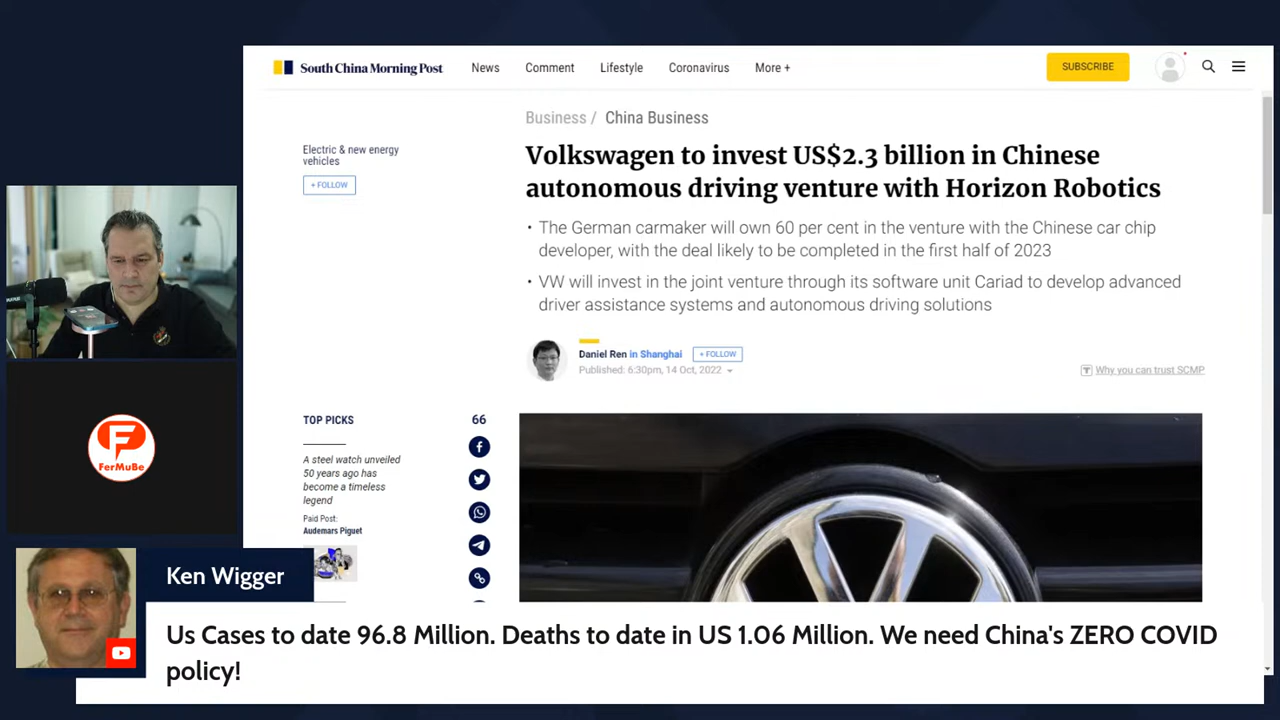 South China Morning Post
News
Comment
Lifestyle
Coronavirus
More +
SUBSCRIBE
Business / China Business
Electric & new energy
vehicles
+ FOLLOW
Volkswagen to invest US$2.3 billion in Chinese
autonomous driving venture with Horizon Robotics
• The German carmaker will own 60 per cent in the venture with the Chinese car chip
developer, with the deal likely to be completed in the first half of 2023
• VW will invest in the joint venture through its software unit Cariad to develop advanced
driver assistance systems and autonomous driving solutions
Daniel Ren in Shanghai
+ FOLLOW
Published: 6:30pm, 14 Oct, 2022
Why you can trust SCMP
TOP PICKS
66
A steel watch unveiled
50 years ago has
become a timeless
legend
Paid Post:
Audemars Piguet
F
FerMuBe
Ken Wigger
Us Cases to date 96.8 Million. Deaths to date in US 1.06 Million. We need China's ZERO COVID
policy!